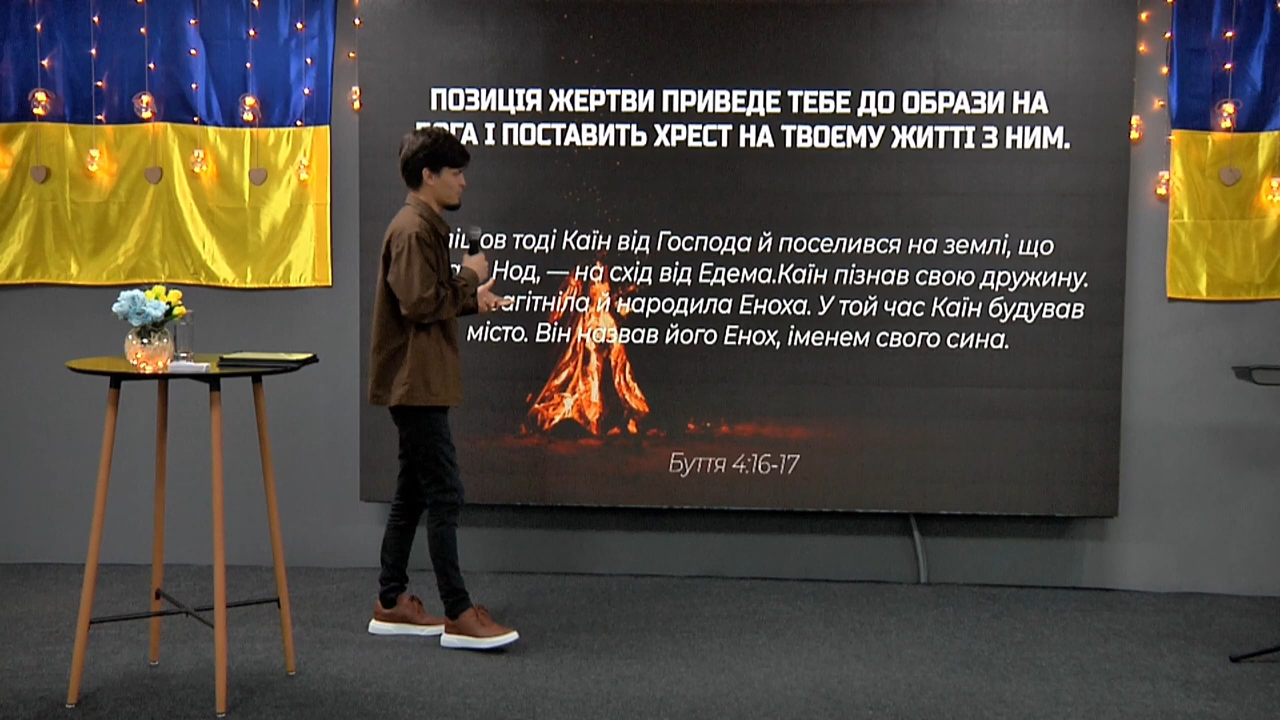 ПОЗИЦІЯ ЖЕРТВИ ПРИВЕДЕ ТЕБЕ ДО ОБРАЗИ НА
БОГА І ПОСТАВИТЬ ХРЕСТ НА ТВОЄМУ ЖИТТІ З НИМ.
тоді Каїн від Господа й поселився на землі, що
Нод, — на схід від Едема.Каїн пізнав свою дружину.
й народила Еноха. У той час Каїн будував
місто. Він назвав його Енох, іменем свого сина.
Буття 4:16-17